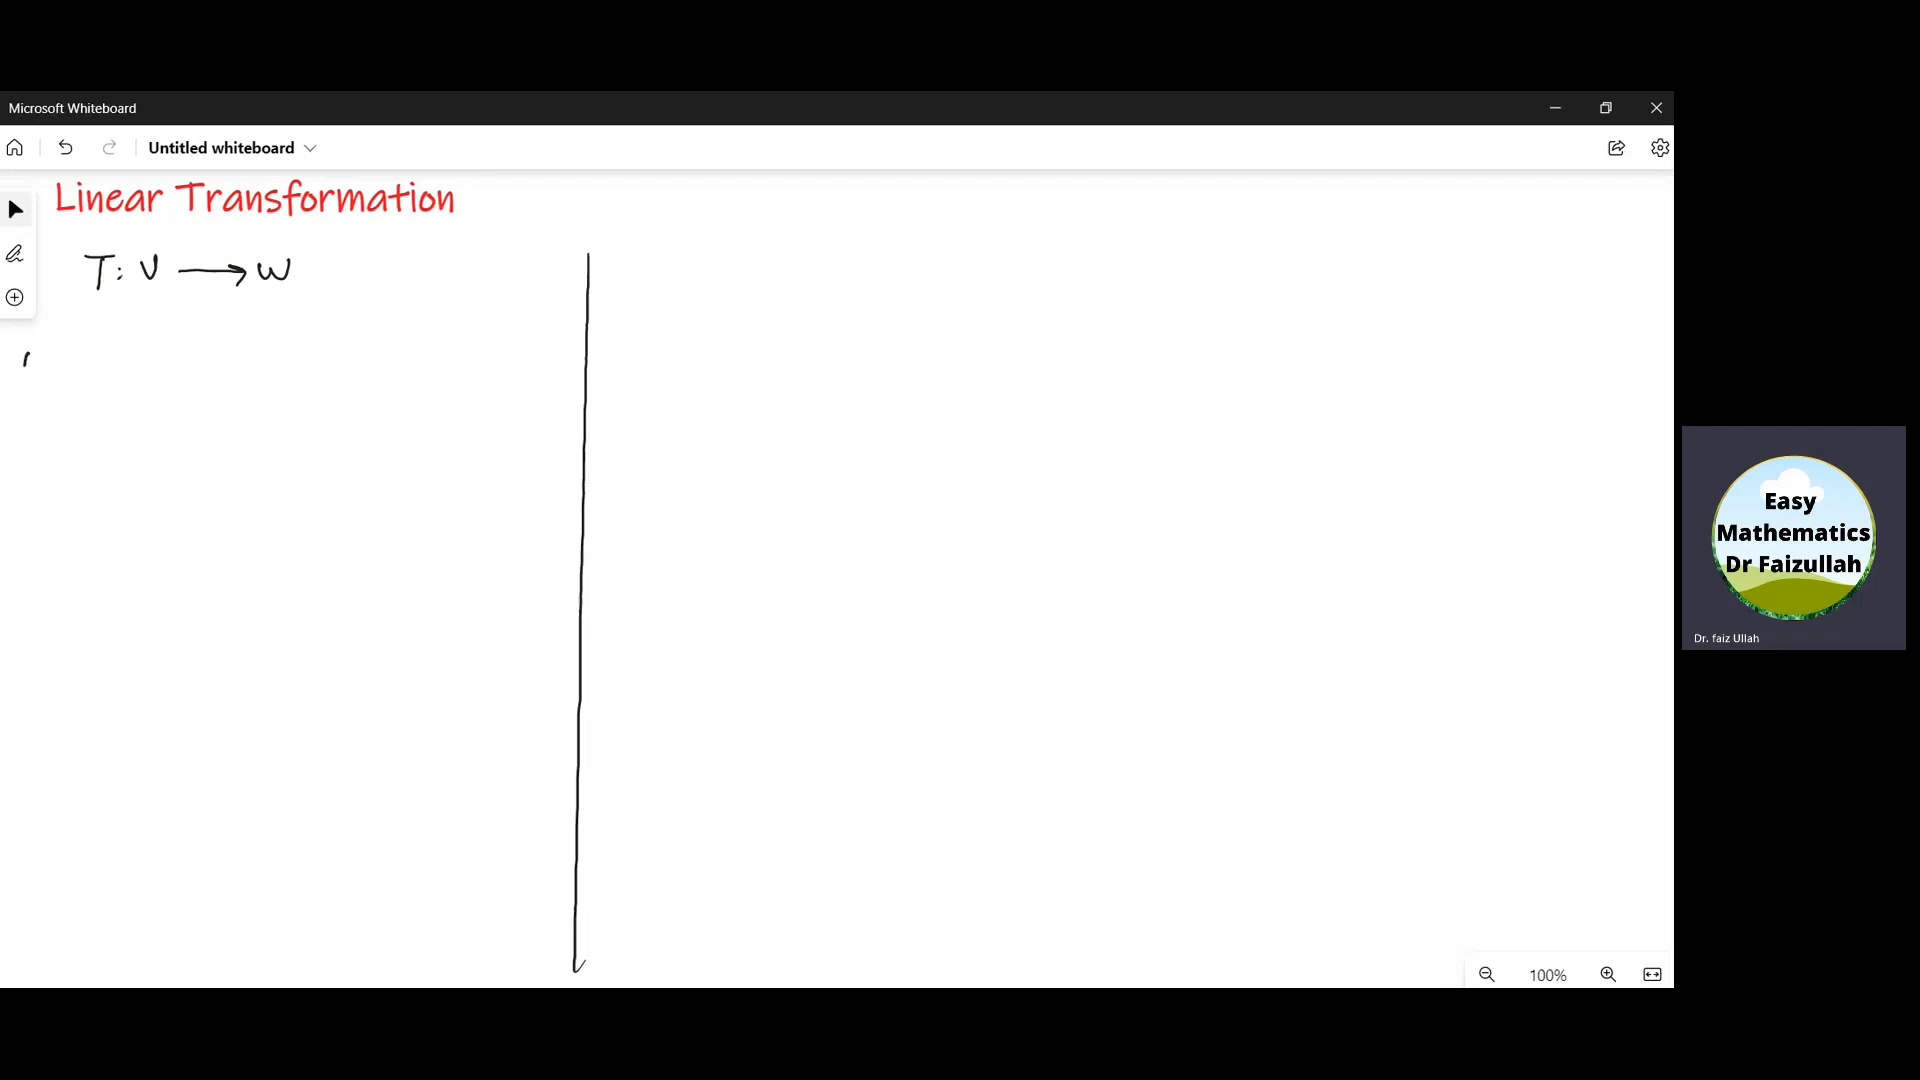 Microsoft Whiteboard
Untitled whiteboard
Linear Transformation
T: V ⟶ W
Easy
Mathematics
Dr Faizullah
Dr. faiz Ullah
100%